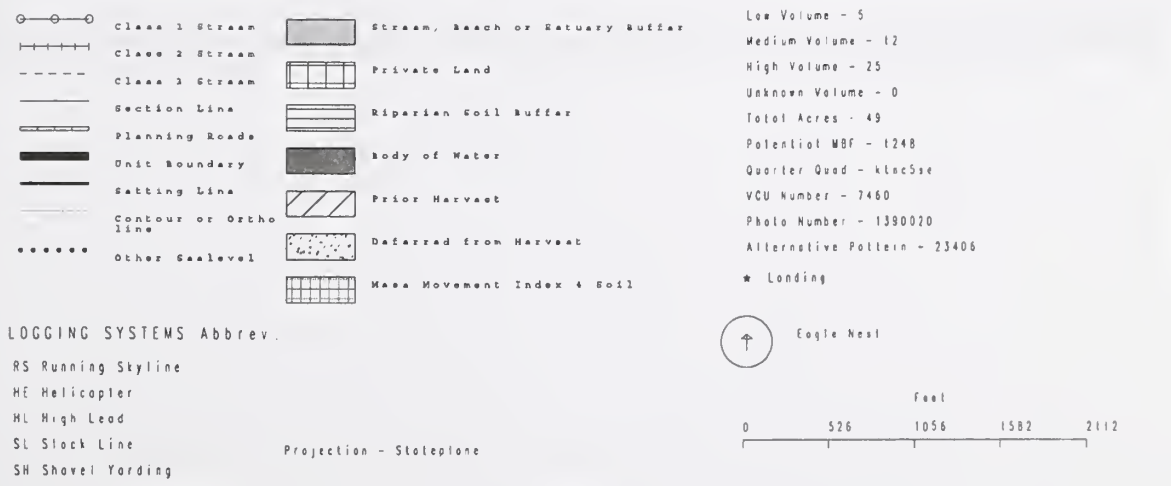 Class 1 Stream
Class 2 Stream
Class 3 Stream
Section Line
Planning Roads
Unit Boundary
Setting Line
Contour or Ortho
line
Other Sealevel
Stream, Beach or Estuary Buffer
Private Land
Riparian Soil Buffer
Body of Water
Prior Harvest
Deferred from Harvest
Mass Movement Index 4 Soil
Low Volume - 5
Medium Volume - 12
High Volume - 25
Unknown Volume - 0
Total Acres - 49
Potential MBF - 1248
Quarter Quad - ktnc5se
VCU Number - 7460
Photo Number - 1390020
Alternative Pattern - 23406
★ Landing
Eagle Nest
LOGGING SYSTEMS Abbrev.
RS Running Skyline
HE Helicopter
HL High Lead
SL Slack Line
SH Shovel Yarding
Projection - Stateplane
Feet
0 526 1056 1582 2112